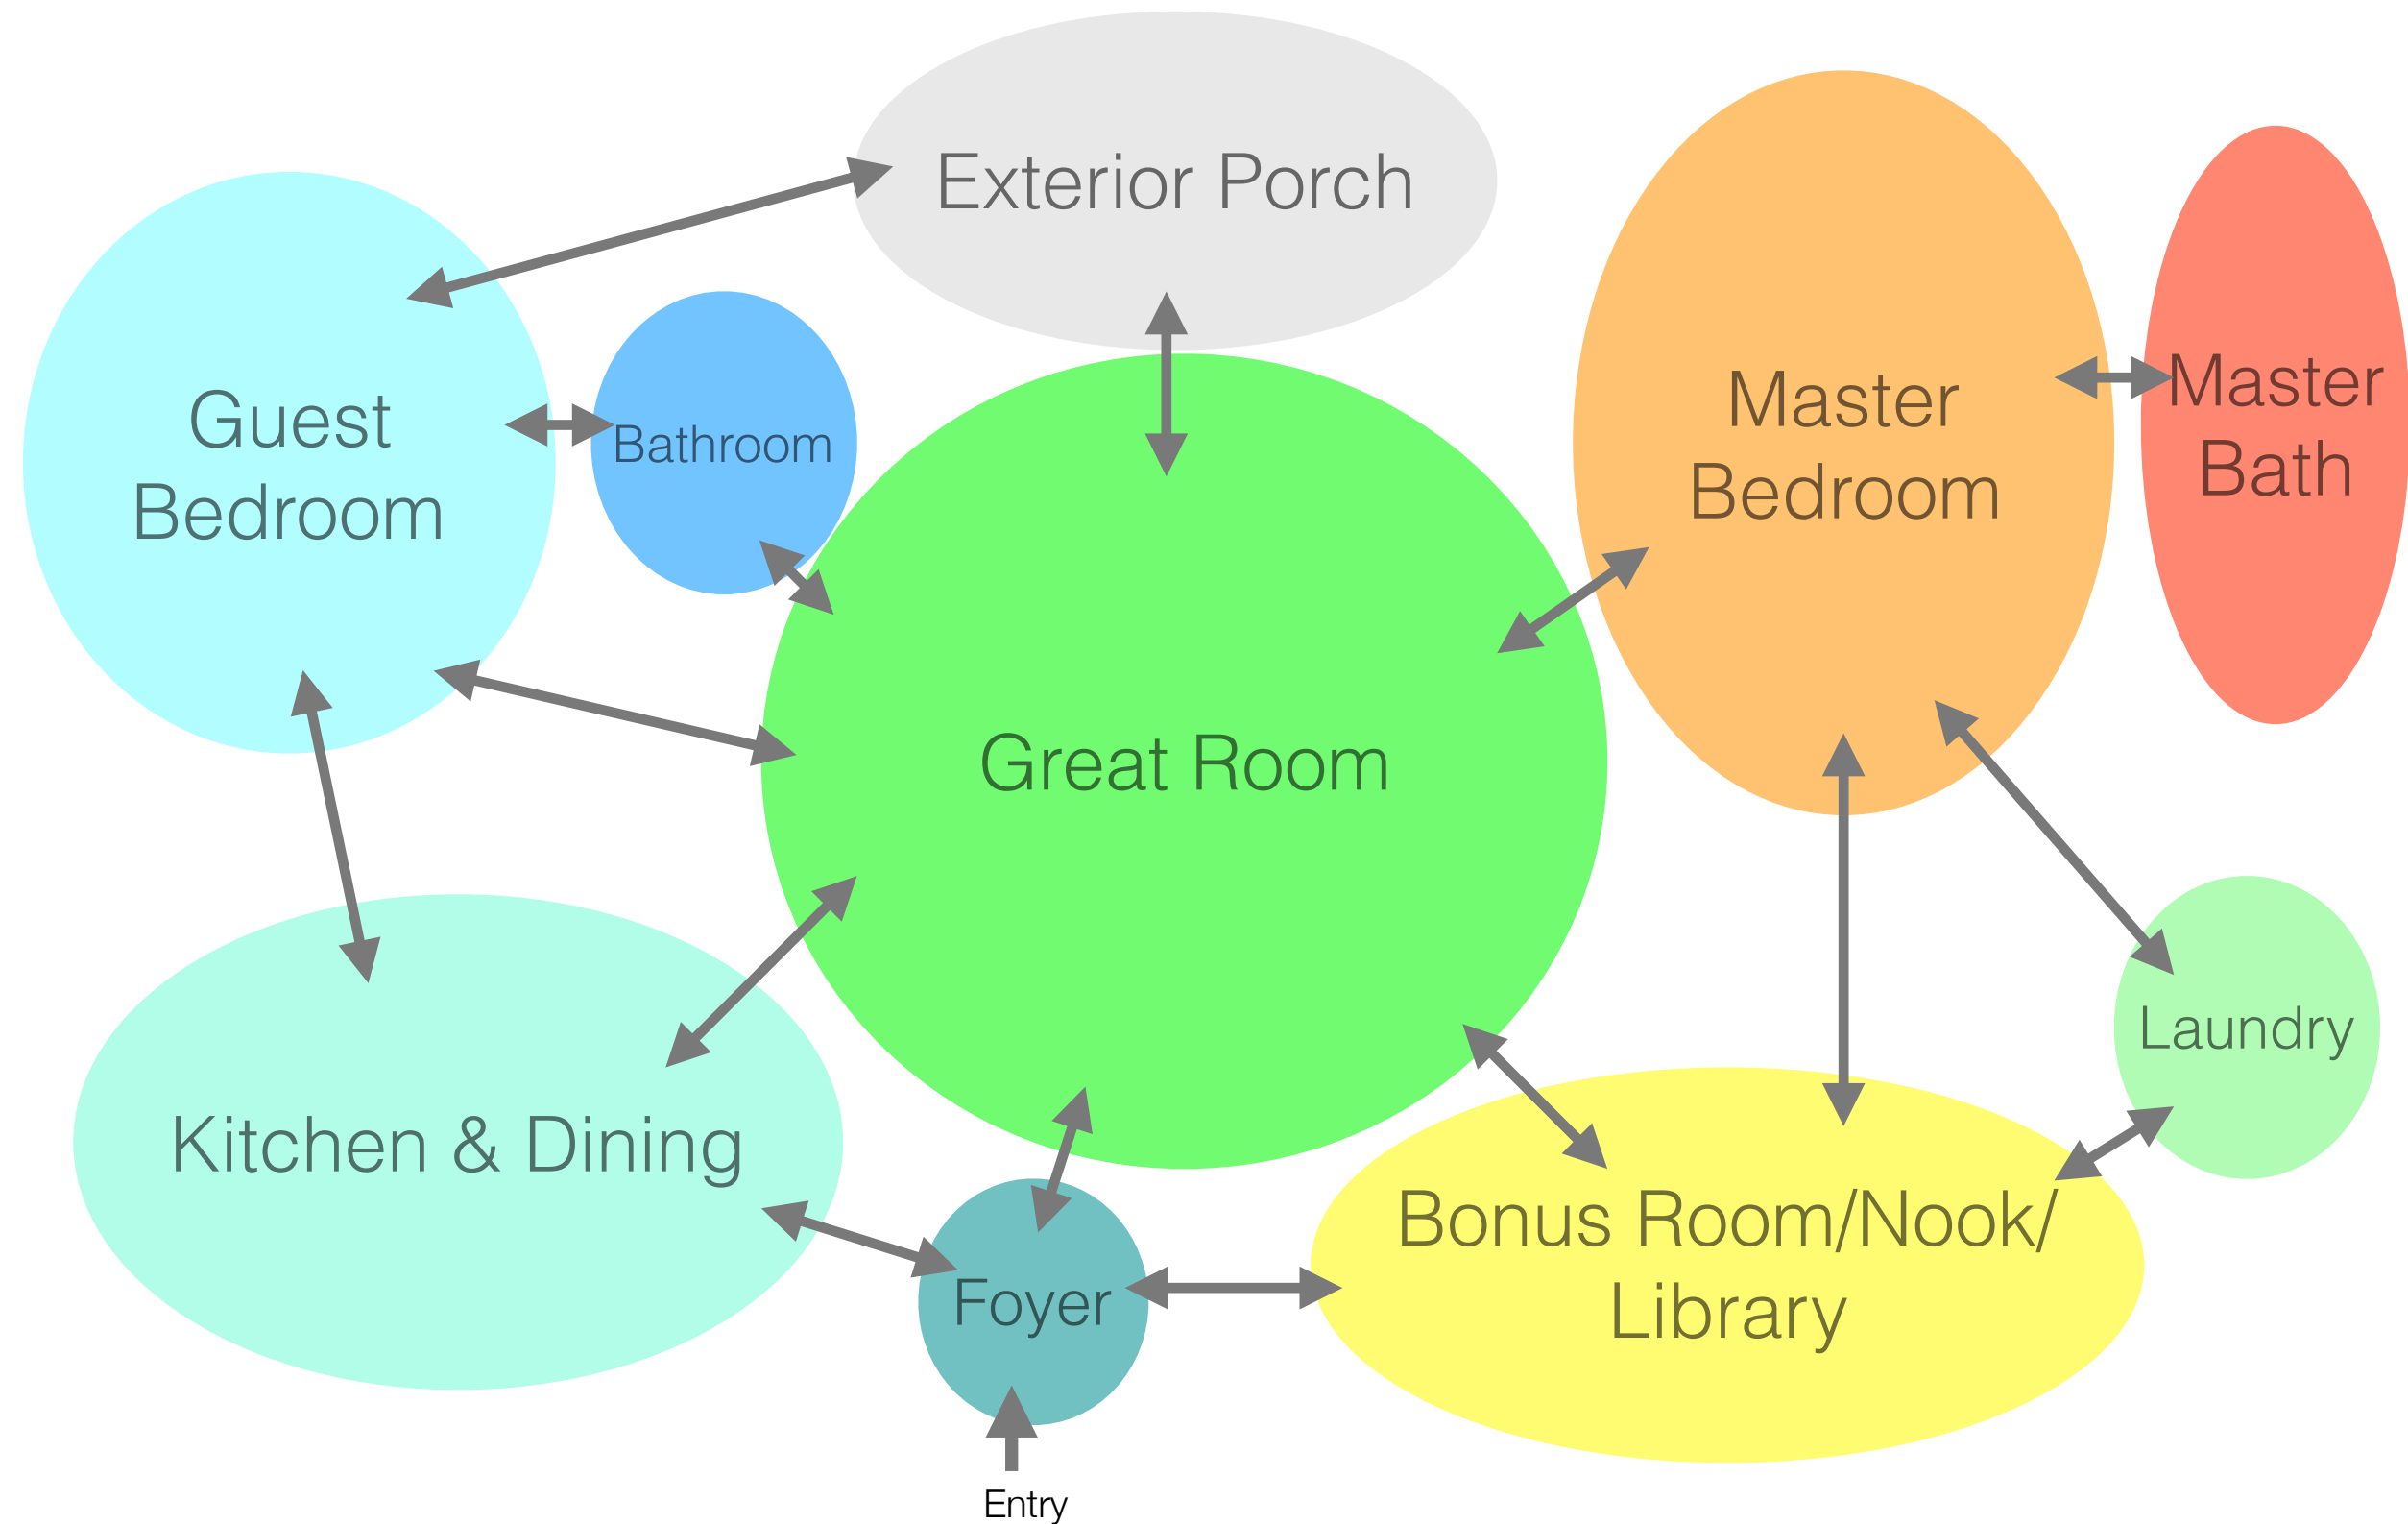 Exterior Porch
Guest
Bedroom
Bathroom
Master
Bedroom
Master
Bath
Great Room
Kitchen & Dining
Laundry
Bonus Room/Nook/
Library
Foyer
Entry